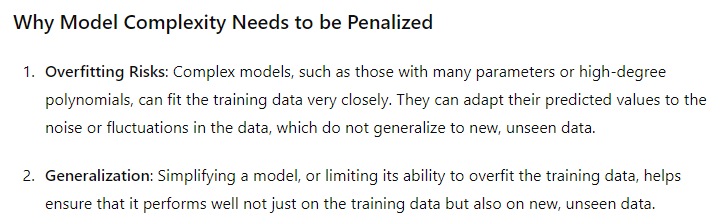 Why Model Complexity Needs to be Penalized
1. Overfitting Risks: Complex models, such as those with many parameters or high-degree
polynomials, can fit the training data very closely. They can adapt their predicted values to the
noise or fluctuations in the data, which do not generalize to new, unseen data.
2. Generalization: Simplifying a model, or limiting its ability to overfit the training data, helps
ensure that it performs well not just on the training data but also on new, unseen data.